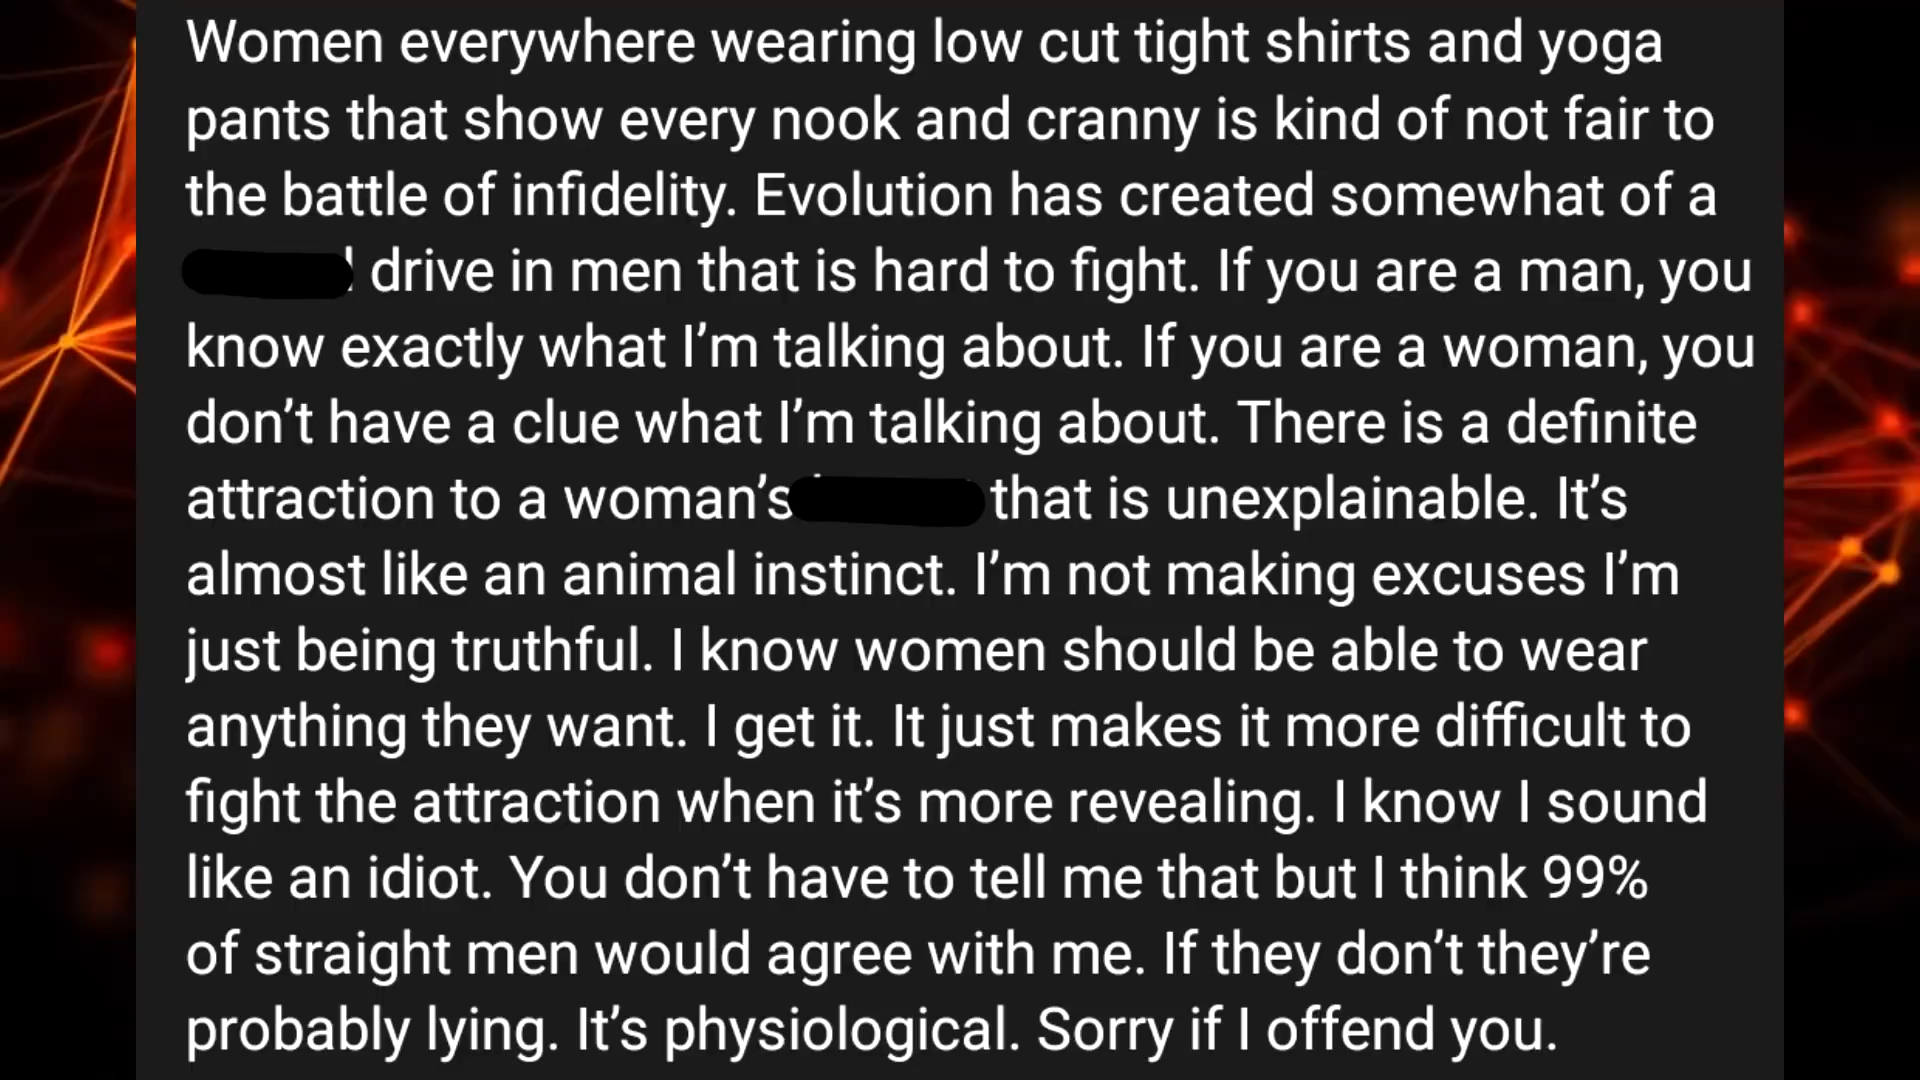 Women everywhere wearing low cut tight shirts and yoga
pants that show every nook and cranny is kind of not fair to
the battle of infidelity. Evolution has created somewhat of a
drive in men that is hard to fight. If you are a man, you
know exactly what I’m talking about. If you are a woman, you
don’t have a clue what I’m talking about. There is a definite
attraction to a woman’s that is unexplainable. It’s
almost like an animal instinct. I’m not making excuses I’m
just being truthful. I know women should be able to wear
anything they want. I get it. It just makes it more difficult to
fight the attraction when it’s more revealing. I know I sound
like an idiot. You don’t have to tell me that but I think 99%
of straight men would agree with me. If they don’t they’re
probably lying. It’s physiological. Sorry if I offend you.